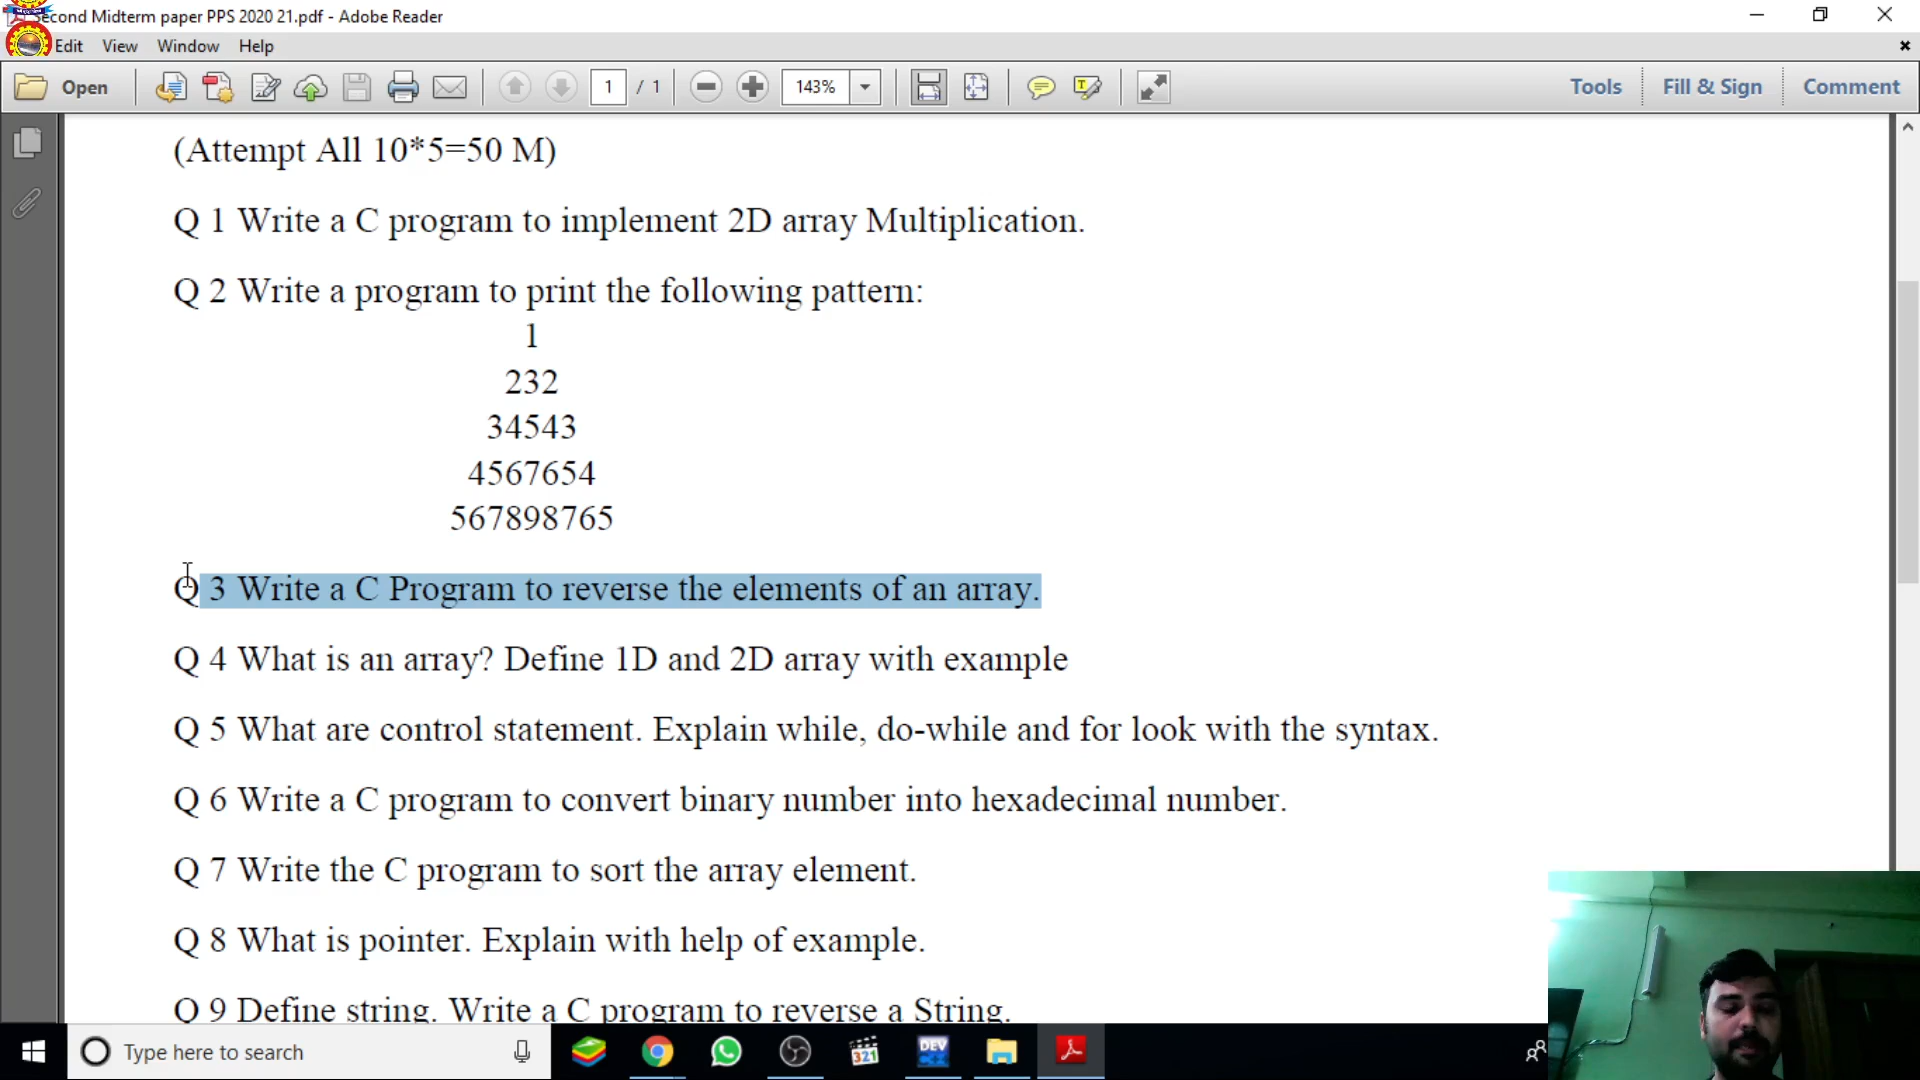 Second Midterm paper PPS 2020 21.pdf - Adobe Reader
Edit View Window Help
Open 1 / 1 143% Tools Fill & Sign Comment
(Attempt All 10*5=50 M)
Q 1 Write a C program to implement 2D array Multiplication.
Q 2 Write a program to print the following pattern:
1
232
34543
4567654
567898765
Q 3 Write a C Program to reverse the elements of an array.
Q 4 What is an array? Define 1D and 2D array with example
Q 5 What are control statement. Explain while, do-while and for look with the syntax.
Q 6 Write a C program to convert binary number into hexadecimal number.
Q 7 Write the C program to sort the array element.
Q 8 What is pointer. Explain with help of example.
Q 9 Define string. Write a C program to reverse a String.
Type here to search
321
DEV